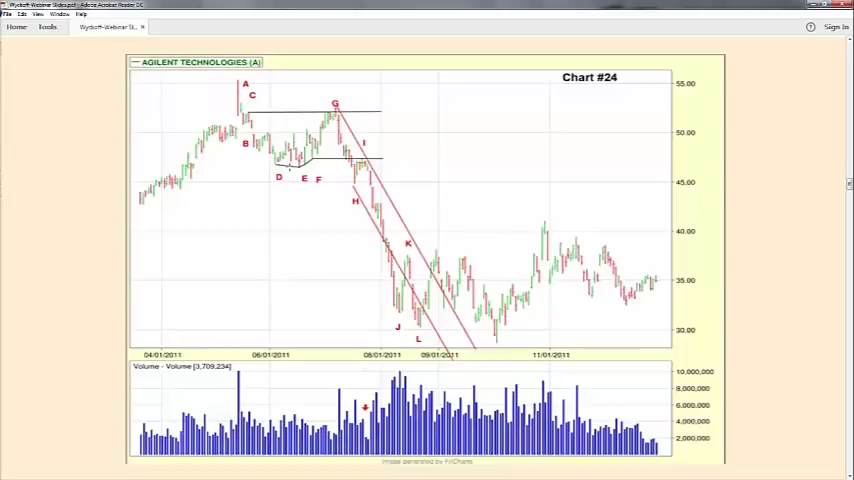 Wyckoff-Webinar Slides.pdf - Adobe Acrobat Reader DC
File Edit View Window Help
Home Tools Wyckoff-Webinar Sli... × Sign In
AGILENT TECHNOLOGIES (A)
Chart #24
A
C
G
B
I
D E F
H
K
J
L
55.00
50.00
45.00
40.00
35.00
30.00
04/01/2011 06/01/2011 08/01/2011 09/01/2011 11/01/2011
Volume - Volume [3,709,234]
10,000,000
8,000,000
6,000,000
4,000,000
2,000,000